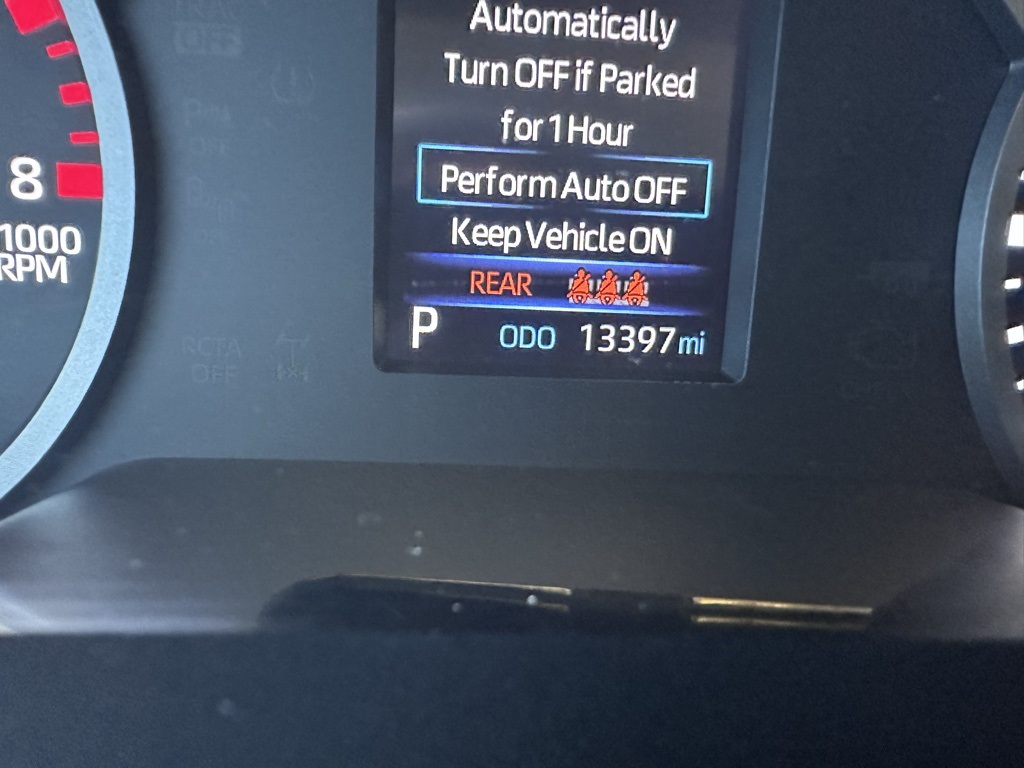 Automatically
Turn OFF if Parked
for 1 Hour
Perform Auto OFF
Keep Vehicle ON
REAR
P ODO 13397 mi
8
1000
RPM
RCTA
OFF